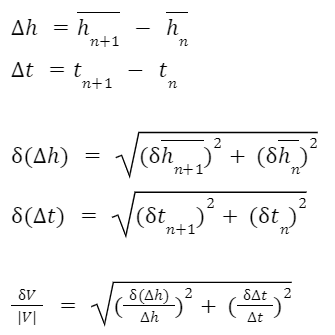 Δh = h̅ₙ₊₁ − h̅ₙ
Δt = tₙ₊₁ − tₙ
δ(Δh) = √((δh̅ₙ₊₁)² + (δh̅ₙ)²)
δ(Δt) = √((δtₙ₊₁)² + (δtₙ)²)
δV/|V| = √((δ(Δh)/Δh)² + (δΔt/Δt)²)